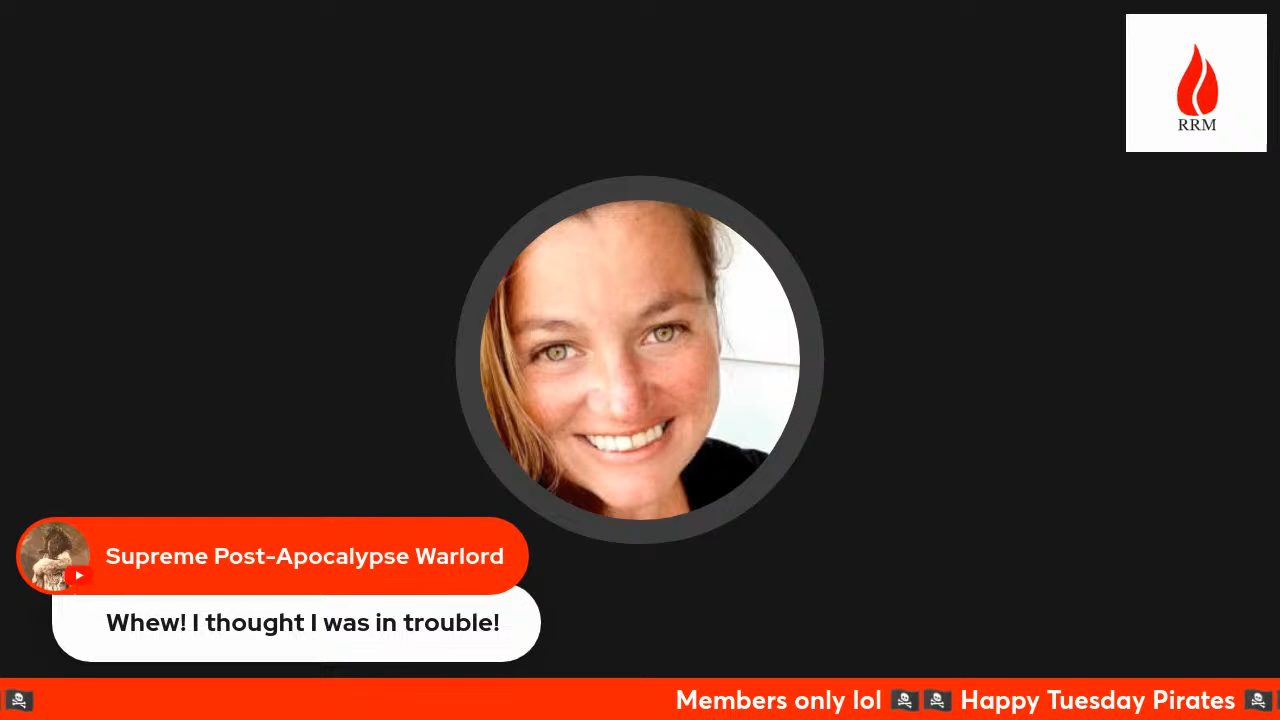 RRM
Supreme Post-Apocalypse Warlord
Whew! I thought I was in trouble!
Members only lol 🏴‍☠️🏴‍☠️ Happy Tuesday Pirates 🏴‍☠️